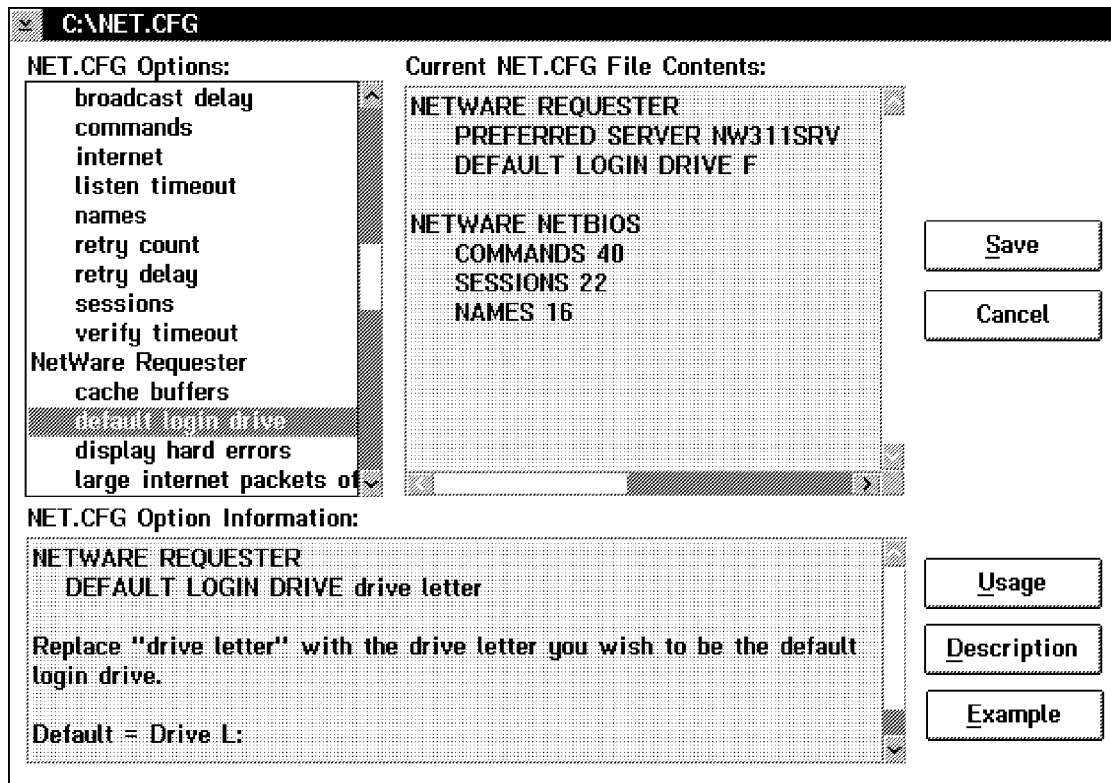 C:\NET.CFG
NET.CFG Options:
broadcast delay
commands
internet
listen timeout
names
retry count
retry delay
sessions
verify timeout
NetWare Requester
cache buffers
default login drive
display hard errors
large internet packets of
Current NET.CFG File Contents:
NETWARE REQUESTER
PREFERRED SERVER NW311SRV
DEFAULT LOGIN DRIVE F
NETWARE NETBIOS
COMMANDS 40
SESSIONS 22
NAMES 16
Save
Cancel
NET.CFG Option Information:
NETWARE REQUESTER
DEFAULT LOGIN DRIVE drive letter
Replace "drive letter" with the drive letter you wish to be the default
login drive.
Default = Drive L:
Usage
Description
Example